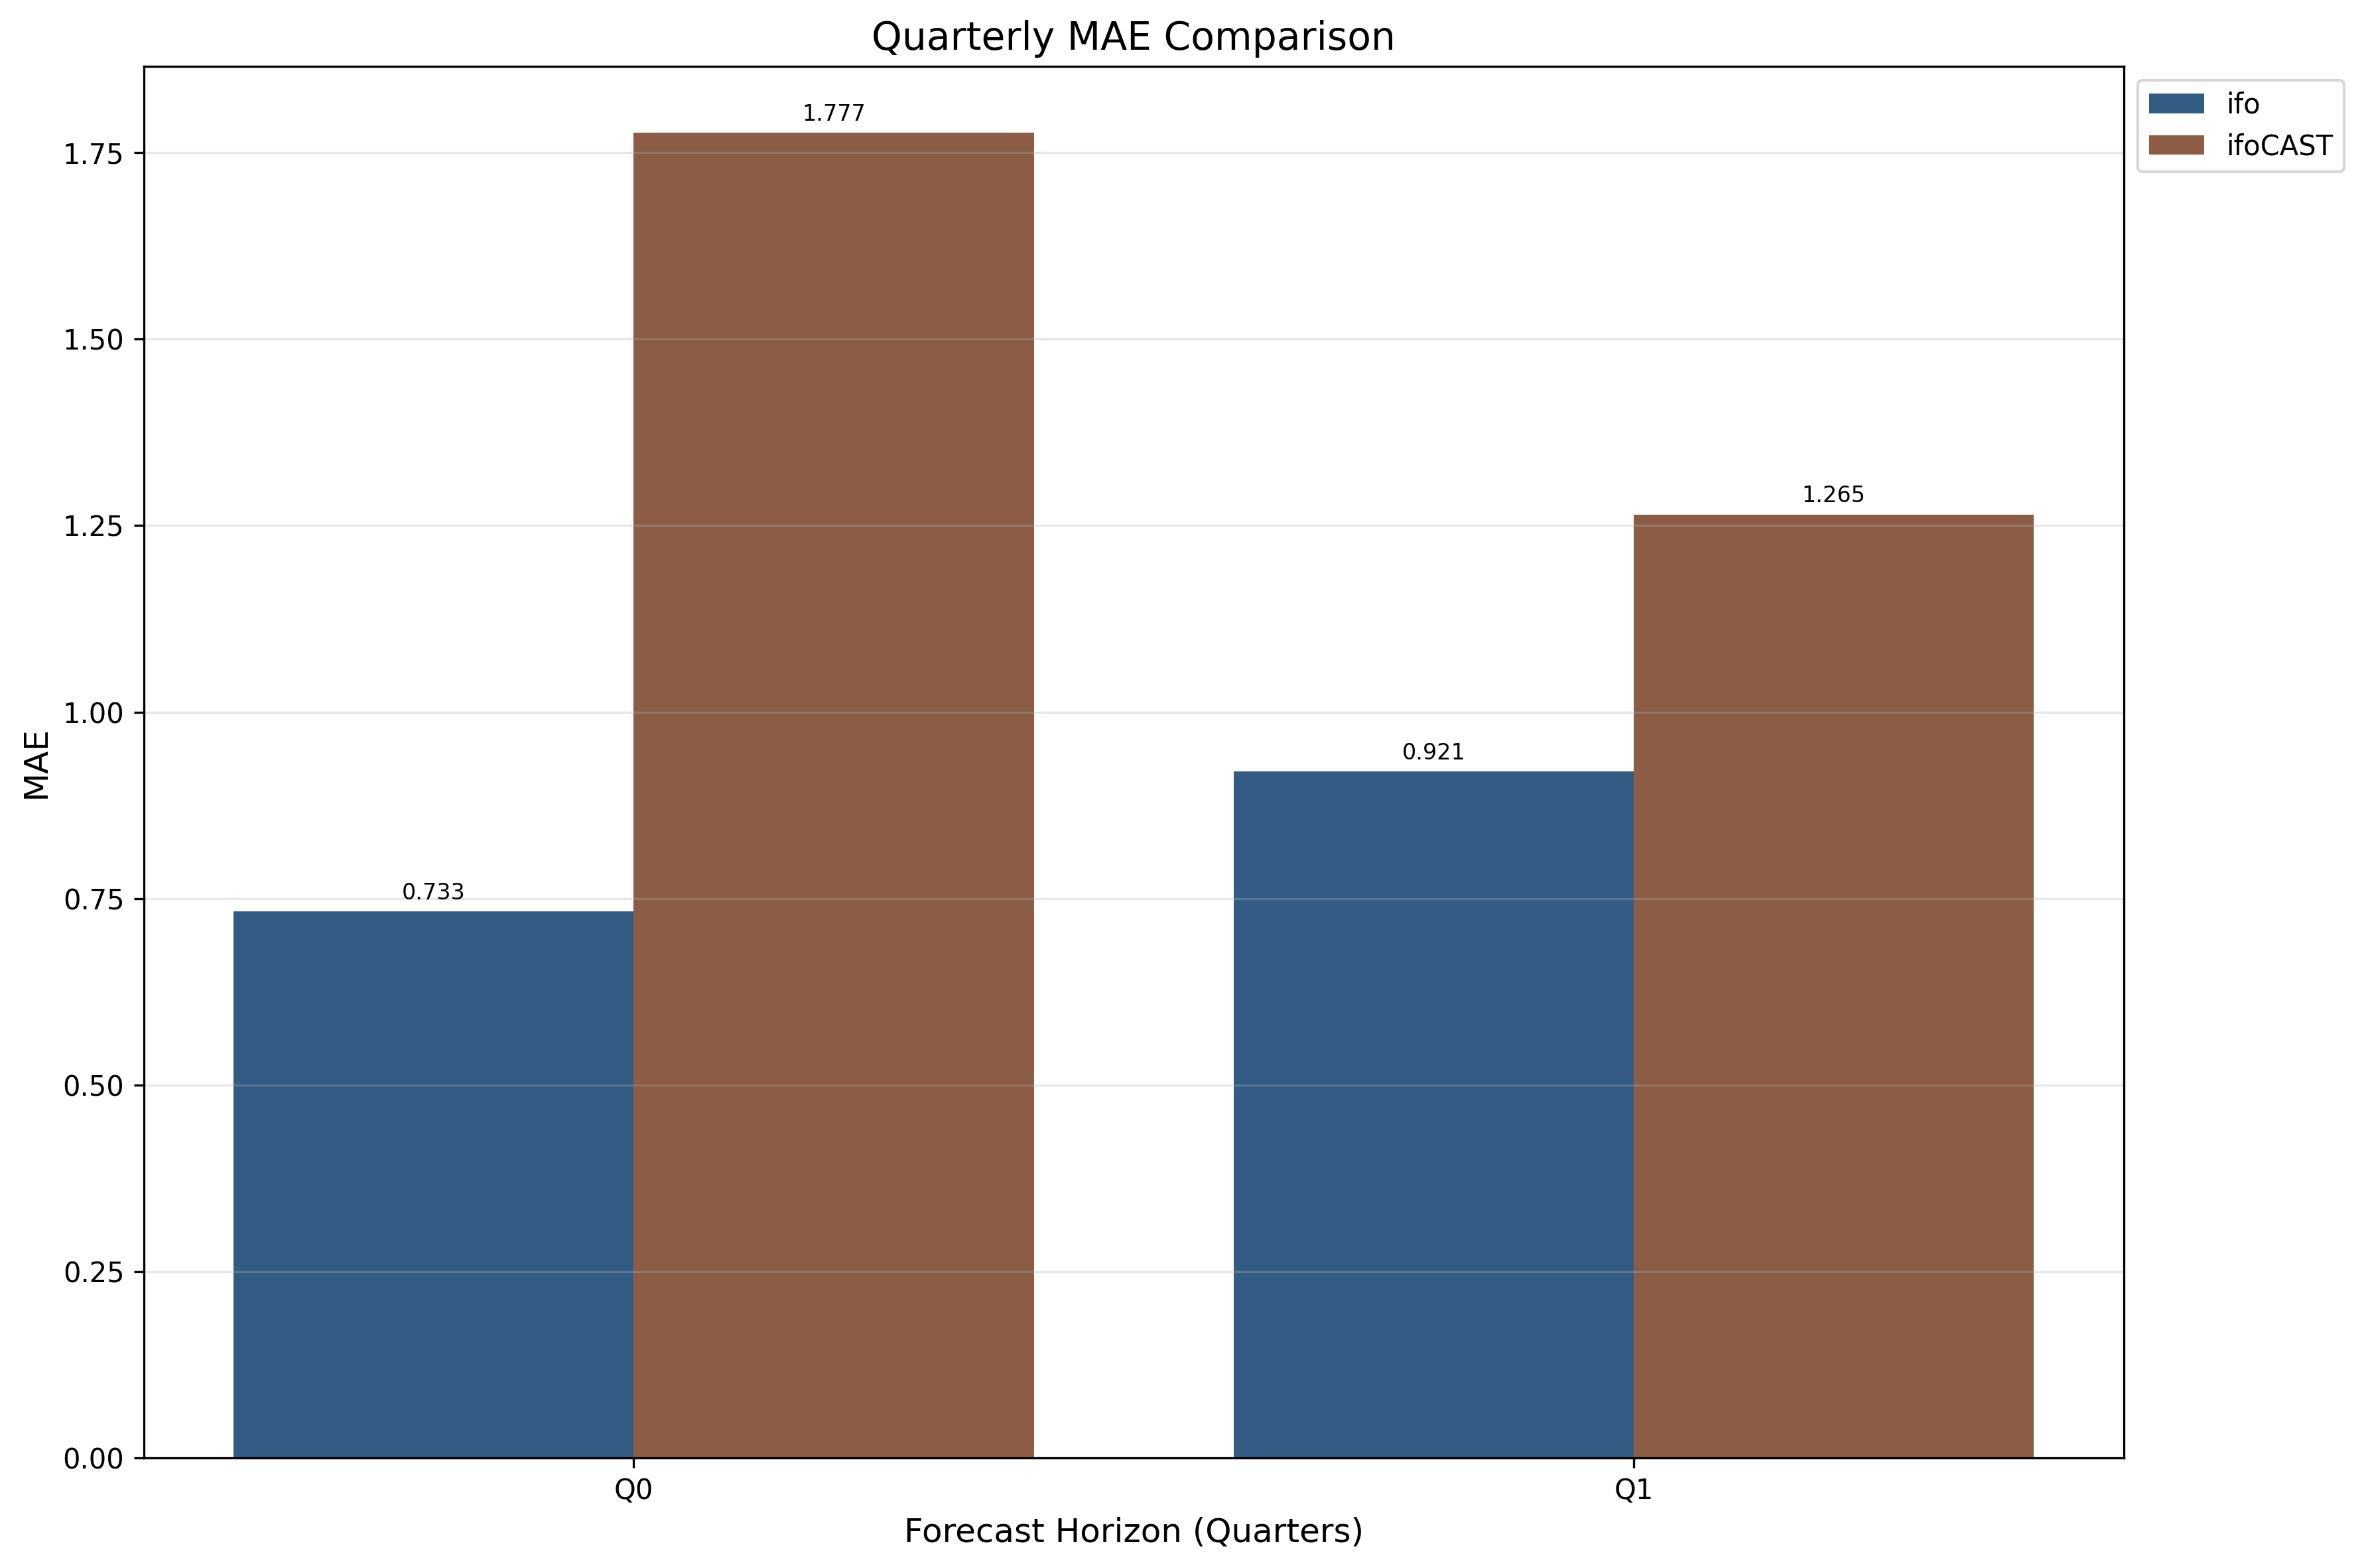 Quarterly MAE Comparison
ifo
ifoCAST
1.777
1.265
0.921
0.733
MAE
1.75
1.50
1.25
1.00
0.75
0.50
0.25
0.00
Q0
Q1
Forecast Horizon (Quarters)